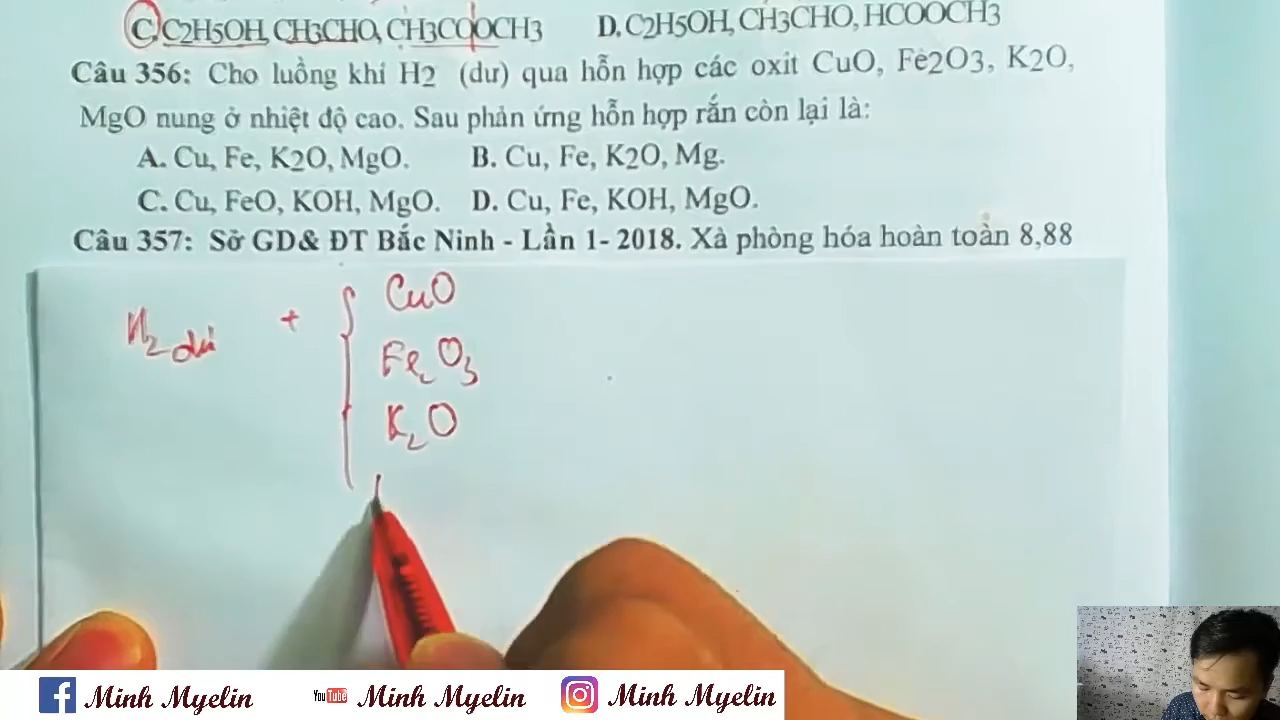 C. C2H5OH, CH3CHO, CH3COOCH3 D. C2H5OH, CH3CHO, HCOOCH3
Câu 356: Cho luồng khí H2 (dư) qua hỗn hợp các oxit CuO, Fe2O3, K2O,
MgO nung ở nhiệt độ cao. Sau phản ứng hỗn hợp rắn còn lại là:
A. Cu, Fe, K2O, MgO. B. Cu, Fe, K2O, Mg.
C. Cu, FeO, KOH, MgO. D. Cu, Fe, KOH, MgO.
Câu 357: Sở GD& ĐT Bắc Ninh - Lần 1- 2018. Xà phòng hóa hoàn toàn 8,88
H2 dư + { CuO
Fe2O3
K2O
Minh Myelin YouTube Minh Myelin Minh Myelin